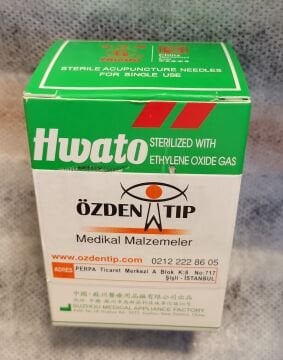 STERILE ACUPUNCTURE NEEDLES
FOR SINGLE USE
Hwato
STERILIZED WITH
ETHYLENE OXIDE GAS
ÖZDEN TIP
Medikal Malzemeler
www.ozdentip.com 0212 222 86 05
ADRES PERPA Ticaret Merkezi A Blok K:8 No:717
Şişli - İSTANBUL
SUZHOU MEDICAL APPLIANCE FACTORY